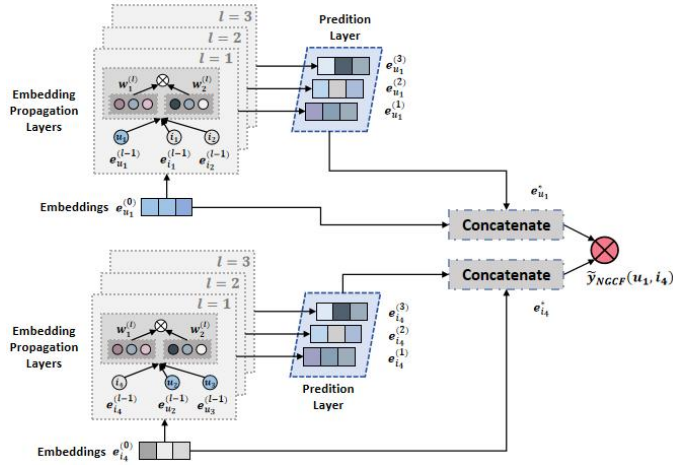 l = 3
l = 2
l = 1
Predition
Layer
Embedding
Propagation
Layers
w₁⁽ˡ⁾ w₂⁽ˡ⁾
u₁ i₁ i₂
e_{u₁}^{(l-1)} e_{i₁}^{(l-1)} e_{i₂}^{(l-1)}
e_{u₁}^{(3)}
e_{u₁}^{(2)}
e_{u₁}^{(1)}
Embeddings e_{u₁}^{(0)}
e_{u₁}^{*}
Concatenate
Concatenate
ỹ_{NGCF}(u₁, i₄)
e_{i₄}^{*}
l = 3
l = 2
l = 1
Embedding
Propagation
Layers
w₁⁽ˡ⁾ w₂⁽ˡ⁾
i₄ u₂ u₃
e_{i₄}^{(l-1)} e_{u₂}^{(l-1)} e_{u₃}^{(l-1)}
e_{i₄}^{(3)}
e_{i₄}^{(2)}
e_{i₄}^{(1)}
Predition
Layer
Embeddings e_{i₄}^{(0)}